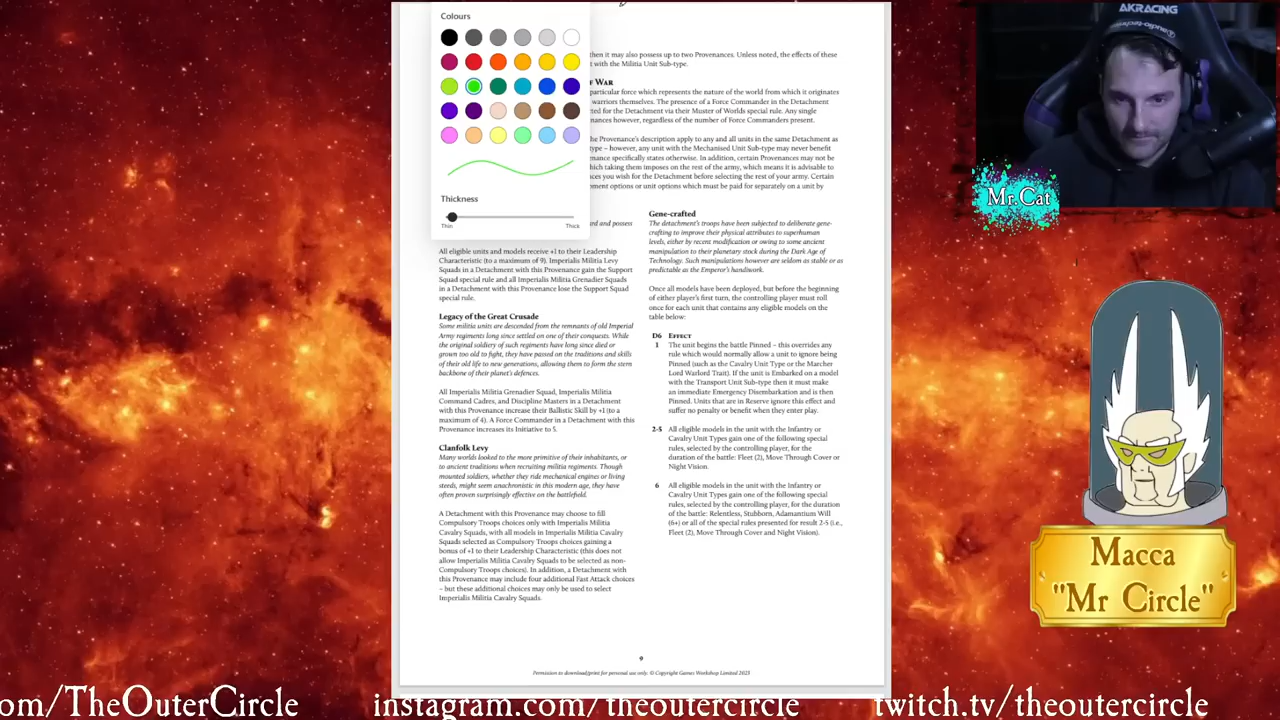 Colours
Thickness
Thin
Thick
then it may also possess up to two Provenances. Unless noted, the effects of these
with the Militia Unit Sub-type.
War
particular force which represents the nature of the world from which it originates
warriors themselves. The presence of a Force Commander in the Detachment
ted for the Detachment via their Muster of Worlds special rule. Any single
nances however, regardless of the number of Force Commanders present.
he Provenance's description apply to any and all units in the same Detachment as
type – however, any unit with the Mechanised Unit Sub-type may never benefit
enance specifically states otherwise. In addition, certain Provenances may not be
hich taking them imposes on the rest of the army, which means it is advisable to
ces you wish for the Detachment before selecting the rest of your army. Certain
ment options or unit options which must be paid for separately on a unit by
ed and possess
All eligible units and models receive +1 to their Leadership
Characteristic (to a maximum of 9). Imperialis Militia Levy
Squads in a Detachment with this Provenance gain the Support
Squad special rule and all Imperialis Militia Grenadier Squads
in a Detachment with this Provenance lose the Support Squad
special rule.
Legacy of the Great Crusade
Some militia units are descended from the remnants of old Imperial
Army regiments long since settled on one of their conquests. While
the original soldiery of such regiments have long since died or
grown too old to fight, they have passed on the traditions and skills
of their old life to new generations, allowing them to form the stern
backbone of their planet's defences.
All Imperialis Militia Grenadier Squad, Imperialis Militia
Command Cadres, and Discipline Masters in a Detachment
with this Provenance increase their Ballistic Skill by +1 (to a
maximum of 4). A Force Commander in a Detachment with this
Provenance increases its Initiative to 5.
Clanfolk Levy
Many worlds looked to the more primitive of their inhabitants, or
to ancient traditions when recruiting militia regiments. Though
mounted soldiers, whether they ride mechanical engines or living
steeds, might seem anachronistic in this modern age, they have
often proven surprisingly effective on the battlefield.
A Detachment with this Provenance may choose to fill
Compulsory Troops choices only with Imperialis Militia
Cavalry Squads, with all models in Imperialis Militia Cavalry
Squads selected as Compulsory Troops choices gaining a
bonus of +1 to their Leadership Characteristic (this does not
allow Imperialis Militia Cavalry Squads to be selected as non-
Compulsory Troops choices). In addition, a Detachment with
this Provenance may include four additional Fast Attack choices
– but these additional choices may only be used to select
Imperialis Militia Cavalry Squads.
Gene-crafted
The detachment's troops have been subjected to deliberate gene-
crafting to improve their physical attributes to superhuman
levels, either by recent modification or owing to some ancient
manipulation to their planetary stock during the Dark Age of
Technology. Such manipulations however are seldom as stable or as
predictable as the Emperor's handiwork.
Once all models have been deployed, but before the beginning
of either player's first turn, the controlling player must roll
once for each unit that contains any eligible models on the
table below:
D6 Effect
1 The unit begins the battle Pinned – this overrides any
rule which would normally allow a unit to ignore being
Pinned (such as the Cavalry Unit Type or the Marcher
Lord Warlord Trait). If the unit is Embarked on a model
with the Transport Unit Sub-type then it must make
an immediate Emergency Disembarkation and is then
Pinned. Units that are in Reserve ignore this effect and
suffer no penalty or benefit when they enter play.
2-5 All eligible models in the unit with the Infantry or
Cavalry Unit Types gain one of the following special
rules, selected by the controlling player, for the
duration of the battle: Fleet (2), Move Through Cover or
Night Vision.
6 All eligible models in the unit with the Infantry or
Cavalry Unit Types gain one of the following special
rules, selected by the controlling player, for the duration
of the battle: Relentless, Stubborn, Adamantium Will
(6+) or all of the special rules presented for result 2-5 (i.e.,
Fleet (2), Move Through Cover and Night Vision).
9
Permission to download/print for personal use only. © Copyright Games Workshop Limited 2023
AKRACING
Mr.Cat
Macca
"Mr Circle"
om/TheOuterCircle
instagram.com/theoutercircle
twitch.tv/theoutercircle